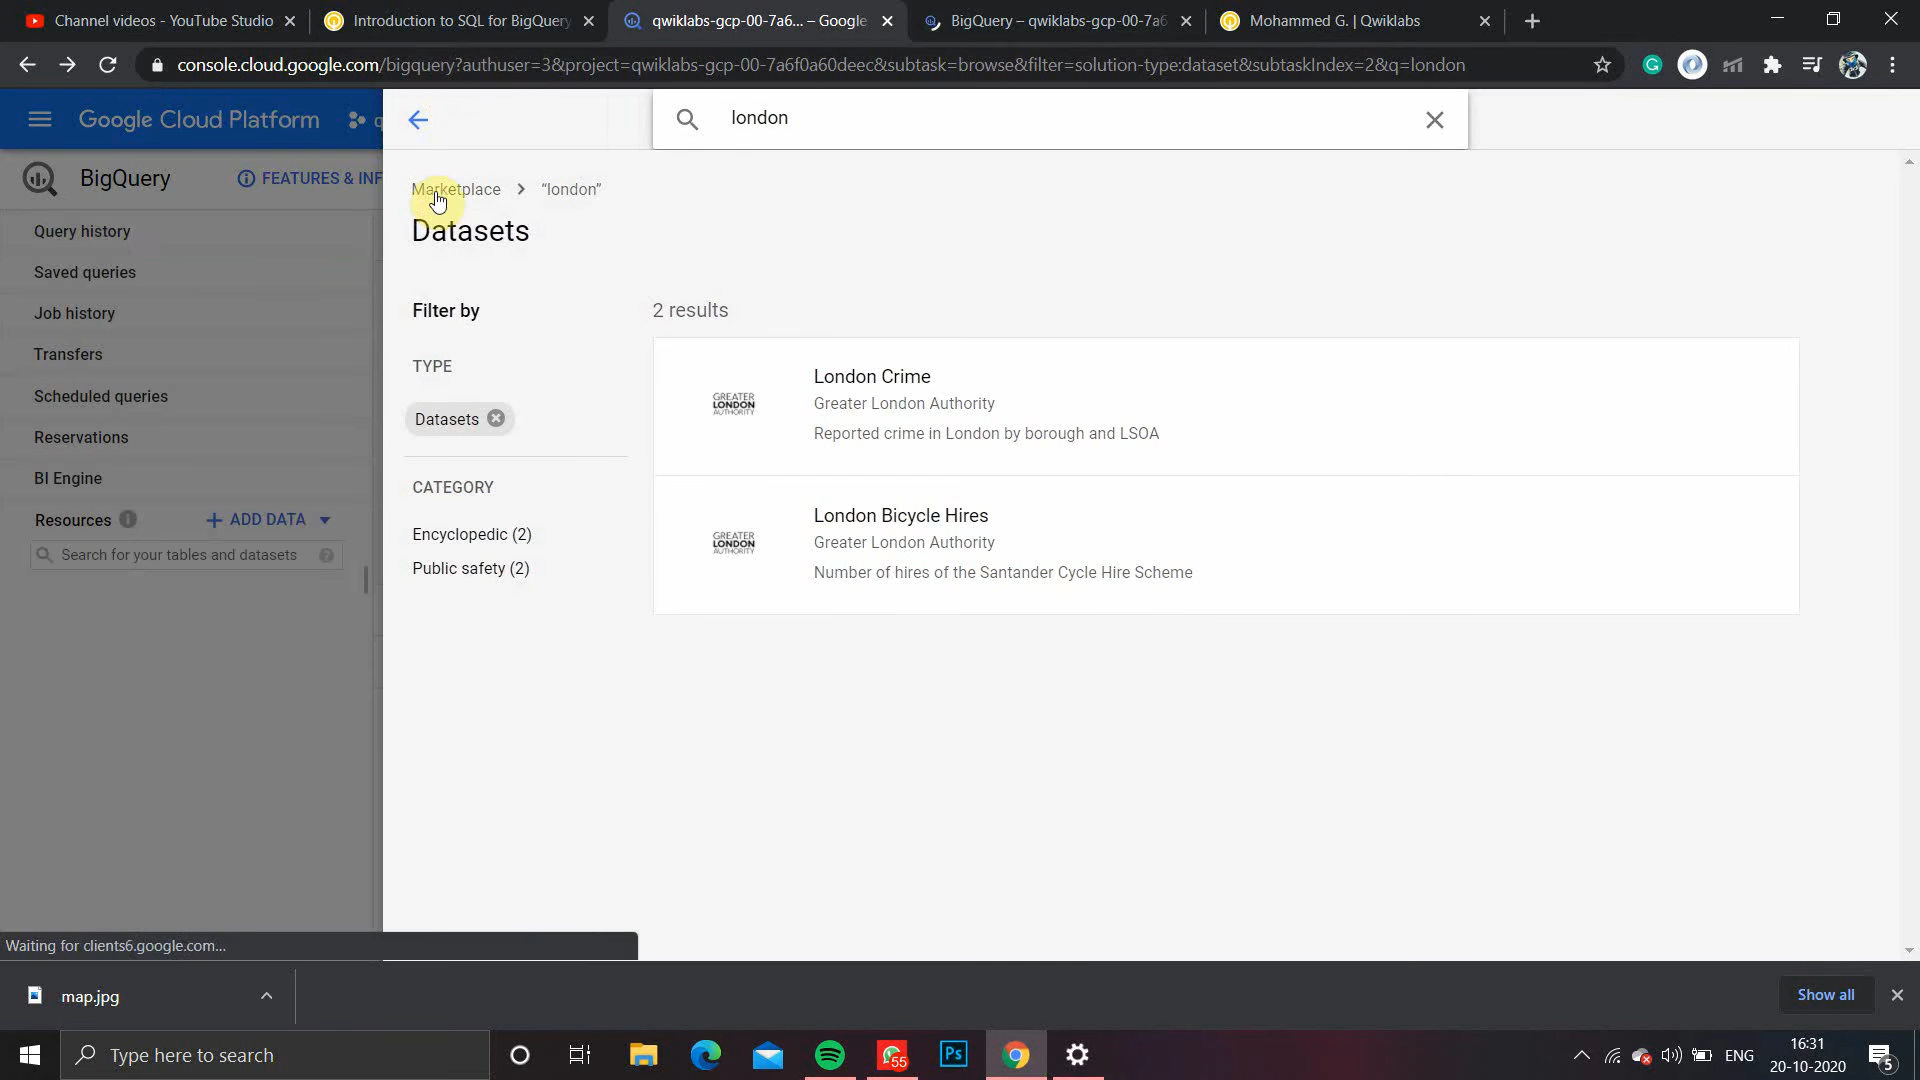 Channel videos - YouTube Studio
Introduction to SQL for BigQuery
qwiklabs-gcp-00-7a6... – Google
BigQuery – qwiklabs-gcp-00-7a6
Mohammed G. | Qwiklabs
console.cloud.google.com/bigquery?authuser=3&project=qwiklabs-gcp-00-7a6f0a60deec&subtask=browse&filter=solution-type:dataset&subtaskIndex=2&q=london
Google Cloud Platform
q
london
BigQuery
FEATURES & INF
Marketplace
“london”
Datasets
Query history
Saved queries
Job history
Transfers
Scheduled queries
Reservations
BI Engine
Resources
ADD DATA
Search for your tables and datasets
Filter by
2 results
TYPE
Datasets
CATEGORY
Encyclopedic (2)
Public safety (2)
GREATER
LONDON
AUTHORITY
London Crime
Greater London Authority
Reported crime in London by borough and LSOA
GREATER
LONDON
AUTHORITY
London Bicycle Hires
Greater London Authority
Number of hires of the Santander Cycle Hire Scheme
Waiting for clients6.google.com...
map.jpg
Show all
Type here to search
55
Ps
ENG
16:31
20-10-2020
5